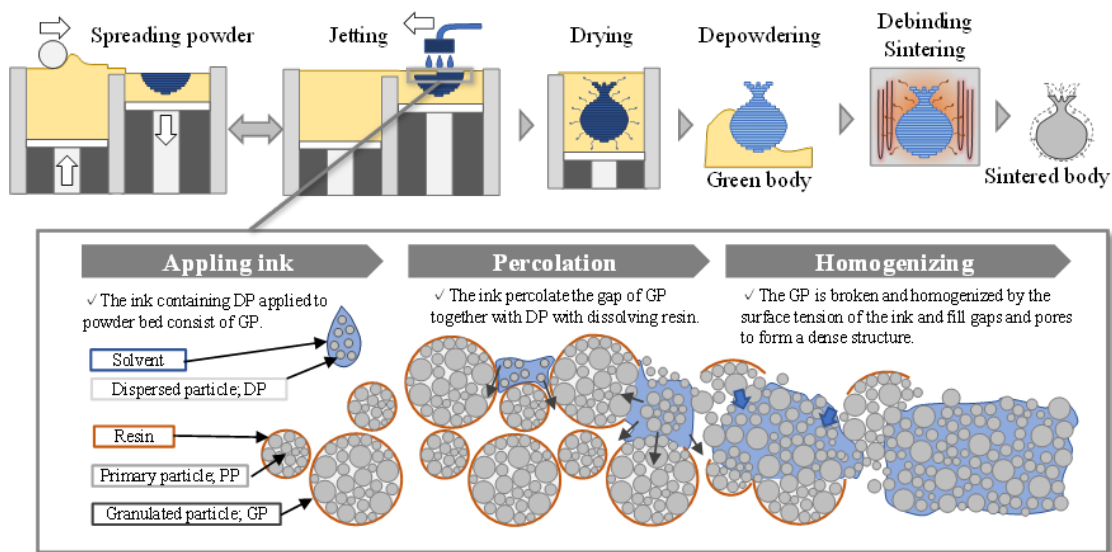 Spreading powder
Jetting
Drying
Depowdering
Debinding
Sintering
Green body
Sintered body
Appling ink
Percolation
Homogenizing
✓ The ink containing DP applied to
powder bed consist of GP.
✓ The ink percolate the gap of GP
together with DP with dissolving resin.
✓ The GP is broken and homogenized by the
surface tension of the ink and fill gaps and pores
to form a dense structure.
Solvent
Dispersed particle; DP
Resin
Primary particle; PP
Granulated particle; GP